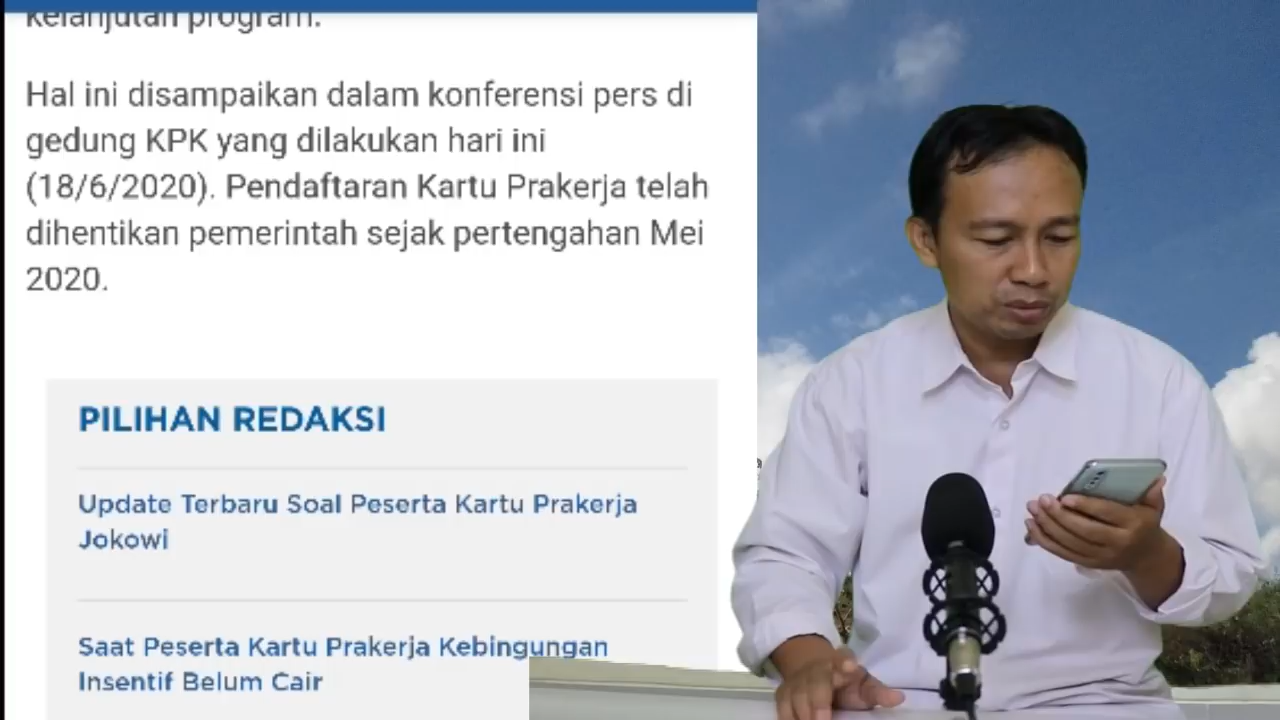 kelanjutan program.
Hal ini disampaikan dalam konferensi pers di
gedung KPK yang dilakukan hari ini
(18/6/2020). Pendaftaran Kartu Prakerja telah
dihentikan pemerintah sejak pertengahan Mei
2020.
PILIHAN REDAKSI
Update Terbaru Soal Peserta Kartu Prakerja
Jokowi
Saat Peserta Kartu Prakerja Kebingungan
Insentif Belum Cair